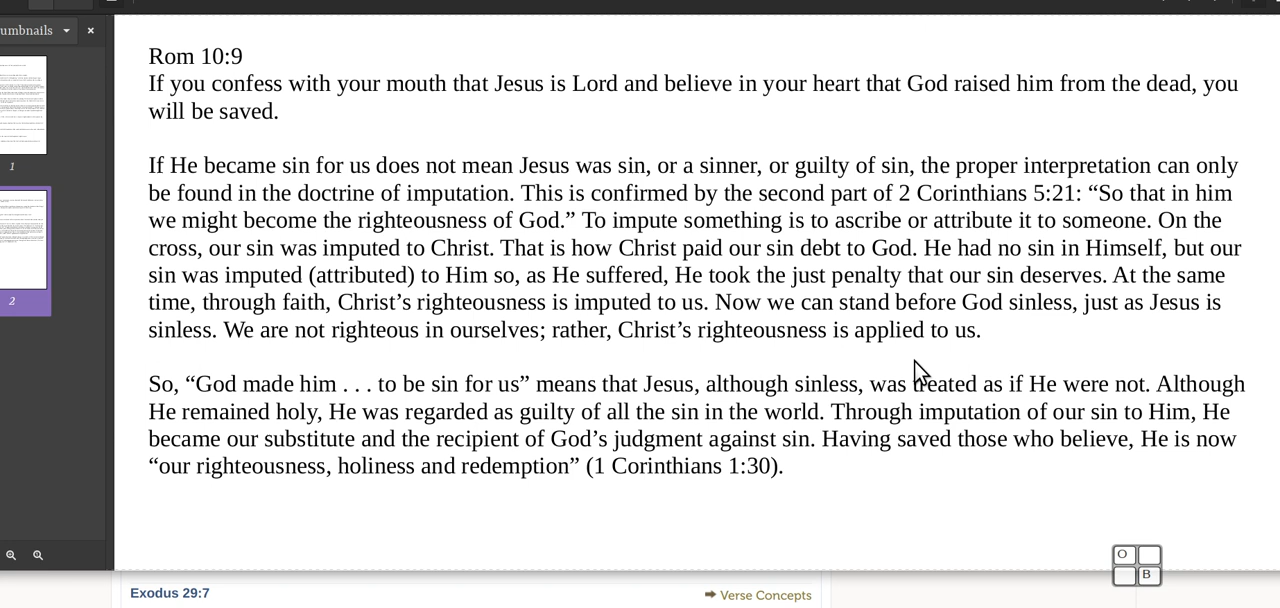 umbnails
1
2
Rom 10:9
If you confess with your mouth that Jesus is Lord and believe in your heart that God raised him from the dead, you
will be saved.
If He became sin for us does not mean Jesus was sin, or a sinner, or guilty of sin, the proper interpretation can only
be found in the doctrine of imputation. This is confirmed by the second part of 2 Corinthians 5:21: “So that in him
we might become the righteousness of God.” To impute something is to ascribe or attribute it to someone. On the
cross, our sin was imputed to Christ. That is how Christ paid our sin debt to God. He had no sin in Himself, but our
sin was imputed (attributed) to Him so, as He suffered, He took the just penalty that our sin deserves. At the same
time, through faith, Christ’s righteousness is imputed to us. Now we can stand before God sinless, just as Jesus is
sinless. We are not righteous in ourselves; rather, Christ’s righteousness is applied to us.
So, “God made him . . . to be sin for us” means that Jesus, although sinless, was treated as if He were not. Although
He remained holy, He was regarded as guilty of all the sin in the world. Through imputation of our sin to Him, He
became our substitute and the recipient of God’s judgment against sin. Having saved those who believe, He is now
“our righteousness, holiness and redemption” (1 Corinthians 1:30).
O
B
Exodus 29:7
Verse Concepts